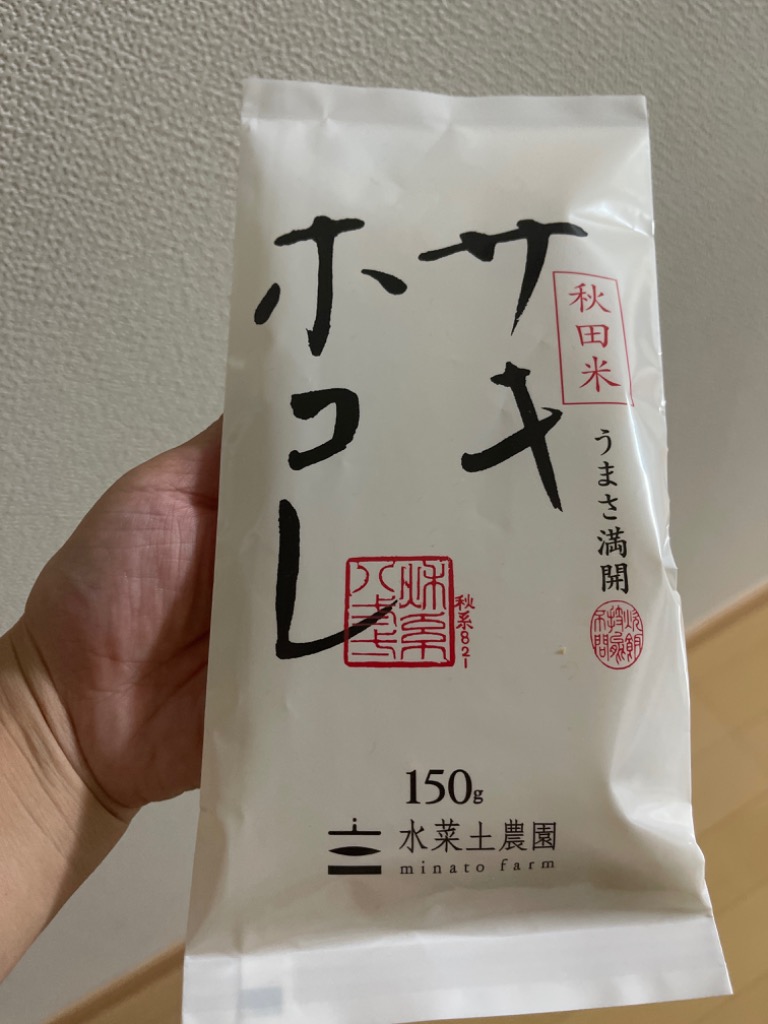 秋田米
うまさ満開
サキ
ホコレ
秋系821
150g
水菜土農園
minato farm